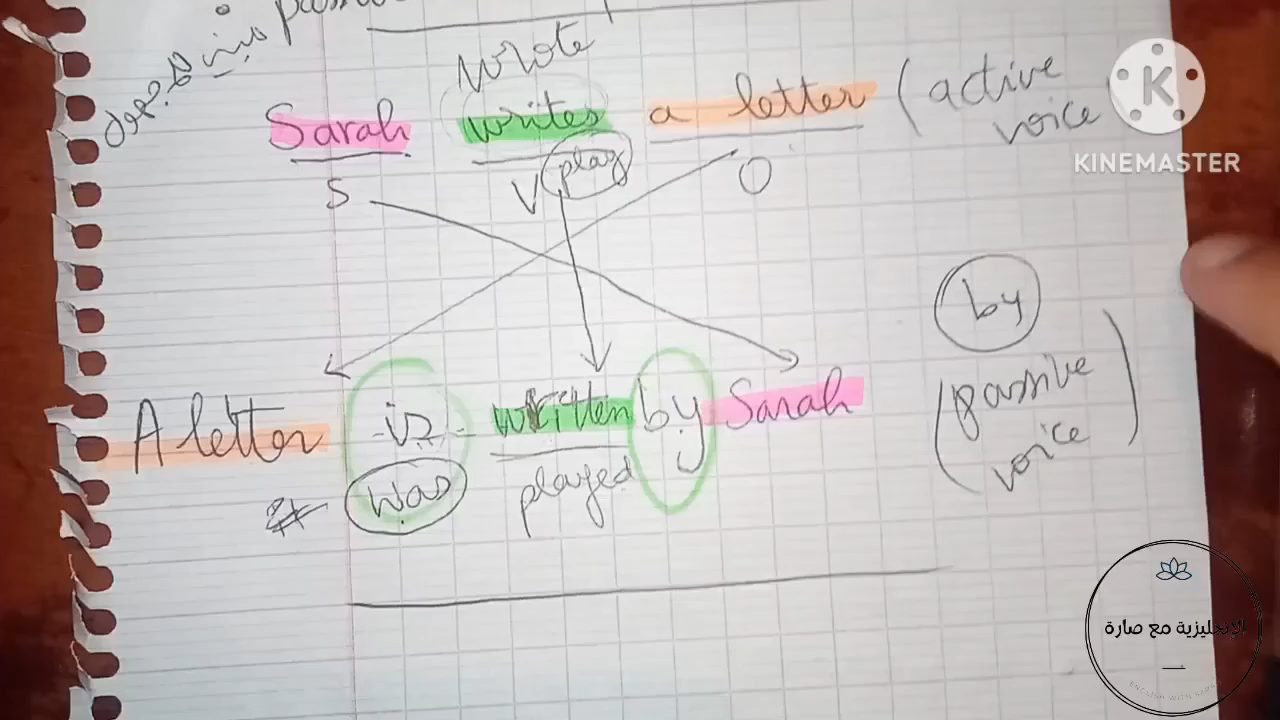 مبني للمجهول
wrote
Sarah writes a letter (active voice
KINEMASTER
S V play O
by
A letter is written by Sarah (passive voice)
was played
الإنجليزية مع صارة